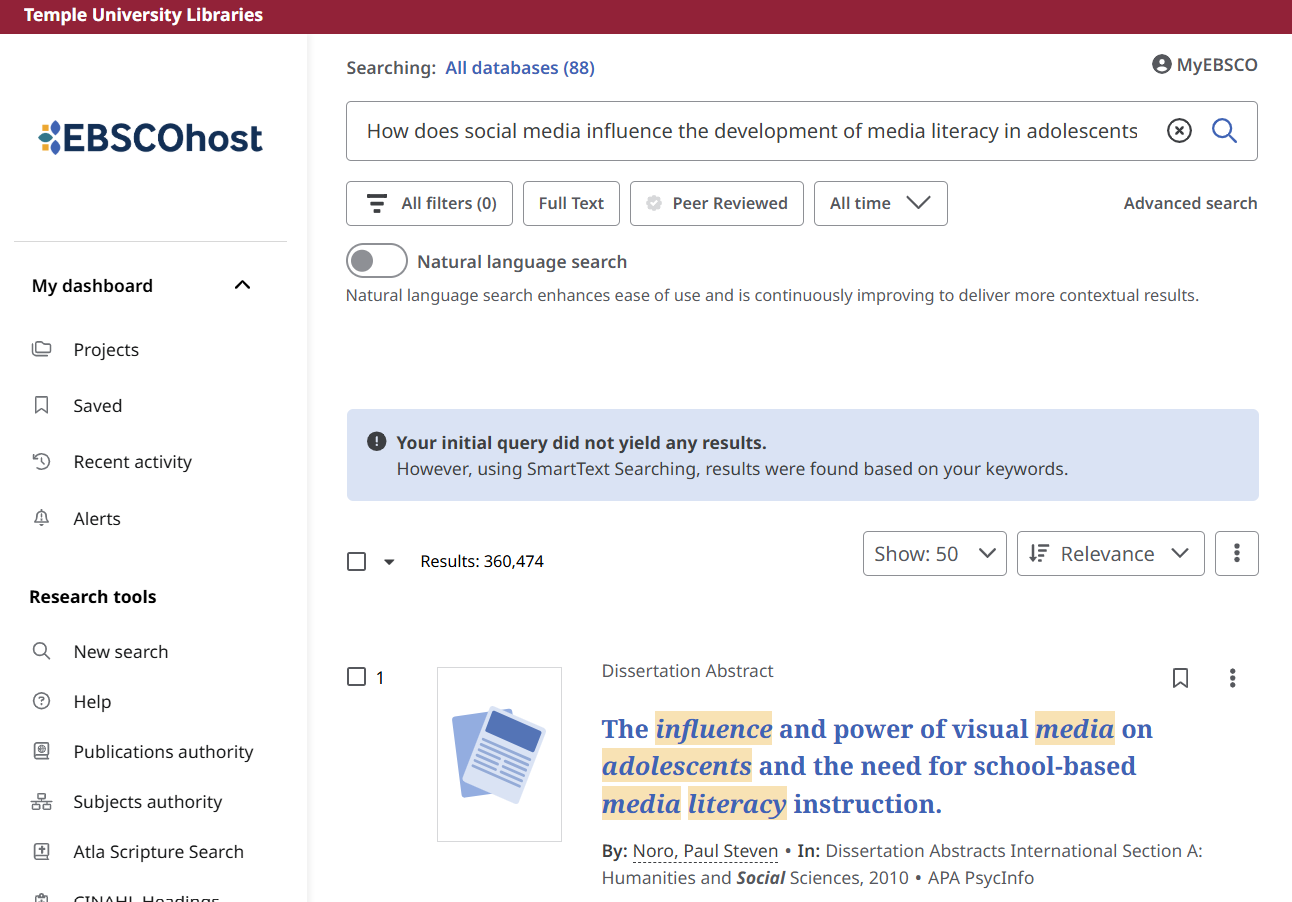 Temple University Libraries
EBSCOhost
My dashboard
Projects
Saved
Recent activity
Alerts
Research tools
New search
Help
Publications authority
Subjects authority
Atla Scripture Search
CINAHL Headings
Searching: All databases (88)
MyEBSCO
How does social media influence the development of media literacy in adolescents
All filters (0)
Full Text
Peer Reviewed
All time
Advanced search
Natural language search
Natural language search enhances ease of use and is continuously improving to deliver more contextual results.
Your initial query did not yield any results.
However, using SmartText Searching, results were found based on your keywords.
Results: 360,474
Show: 50
Relevance
1
Dissertation Abstract
The influence and power of visual media on
adolescents and the need for school-based
media literacy instruction.
By: Noro, Paul Steven • In: Dissertation Abstracts International Section A:
Humanities and Social Sciences, 2010 • APA PsycInfo